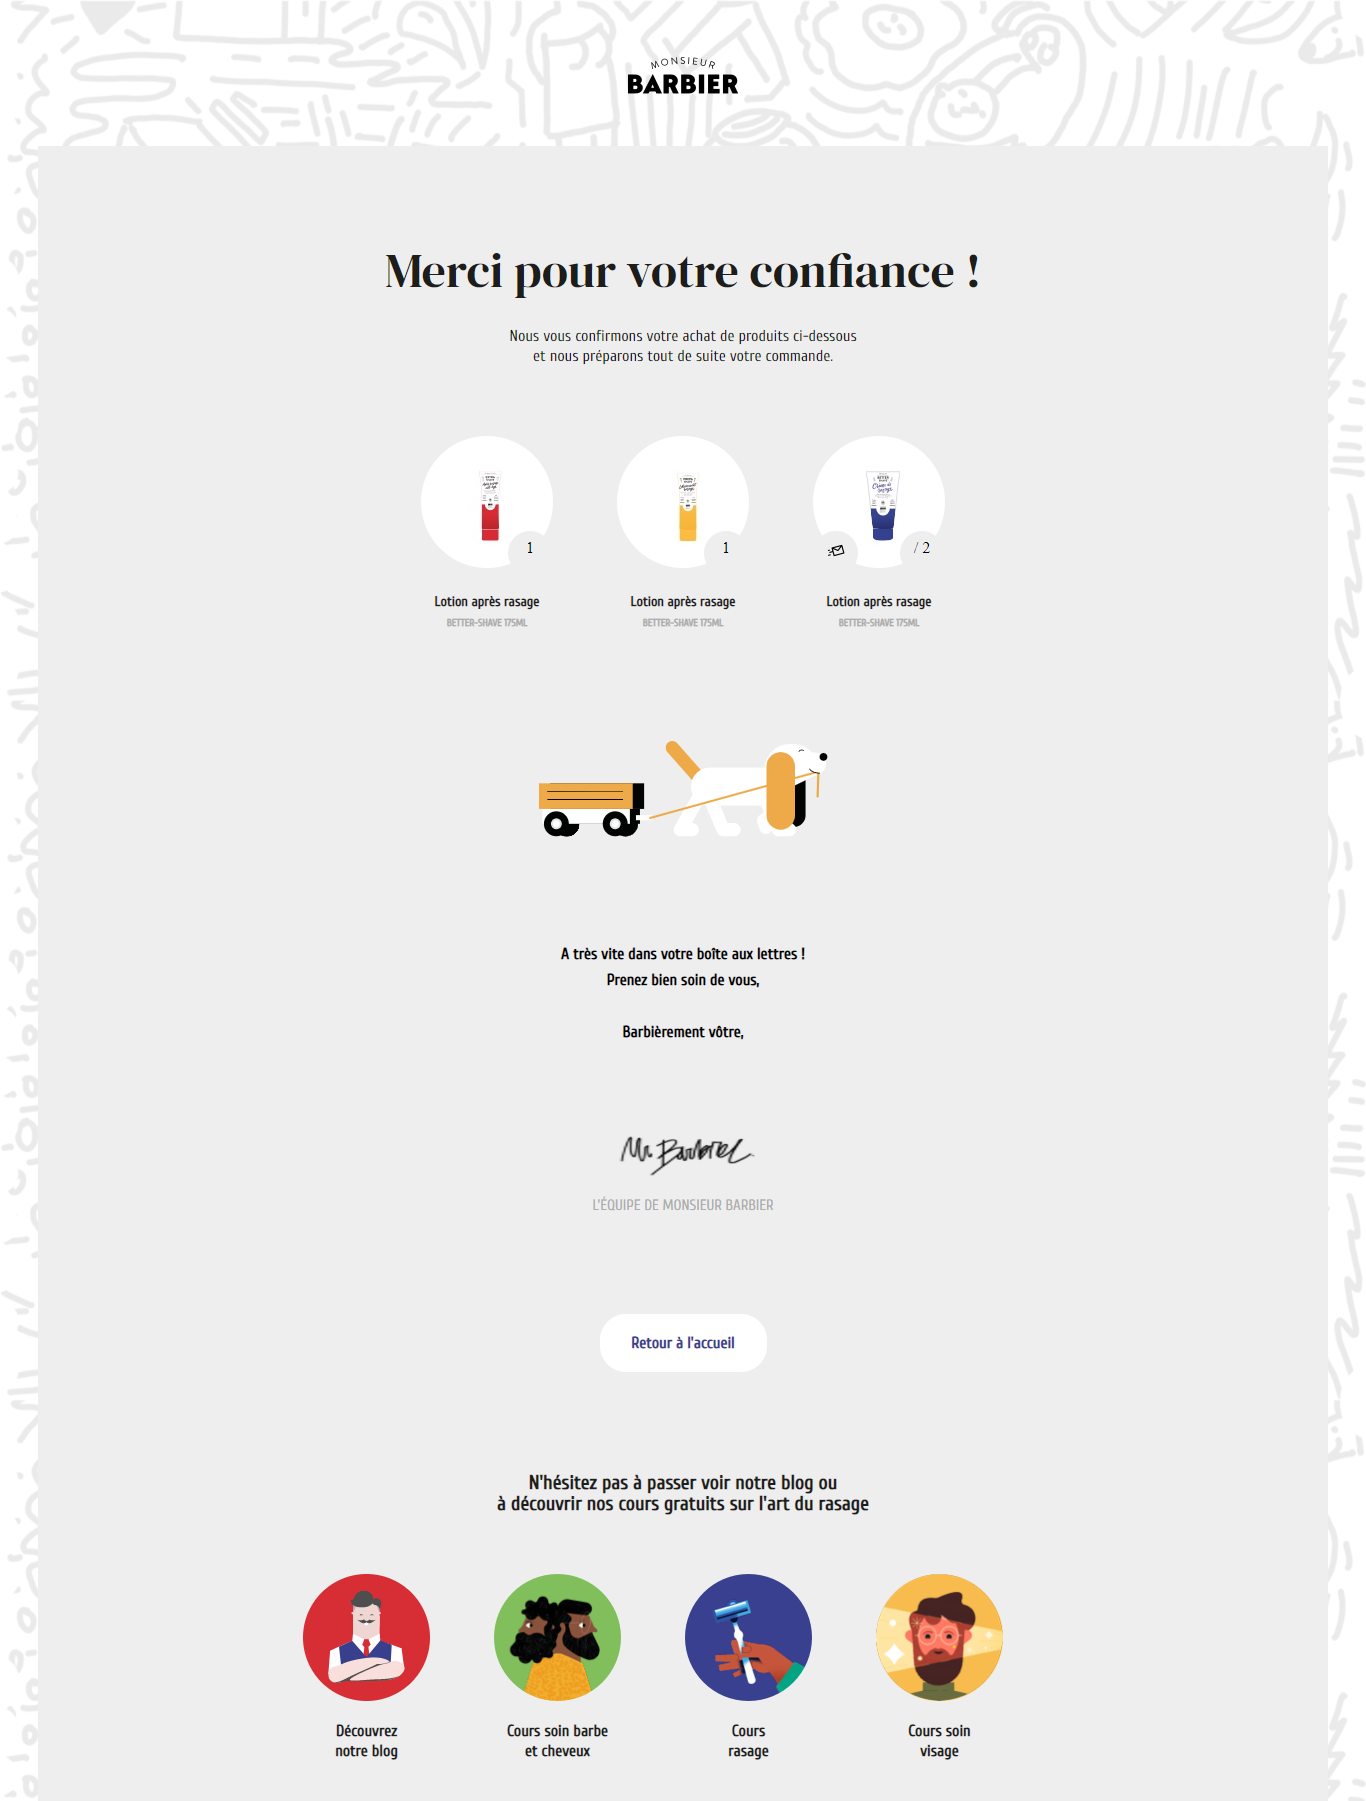 MONSIEUR
BARBIER
Merci pour votre confiance !
Nous vous confirmons votre achat de produits ci-dessous
et nous préparons tout de suite votre commande.
1
1
/ 2
Lotion après rasage
BETTER-SHAVE 175ML
Lotion après rasage
BETTER-SHAVE 175ML
Lotion après rasage
BETTER-SHAVE 175ML
A très vite dans votre boîte aux lettres !
Prenez bien soin de vous,
Barbièrement vôtre,
Mr Barbier
L'ÉQUIPE DE MONSIEUR BARBIER
Retour à l'accueil
N'hésitez pas à passer voir notre blog ou
à découvrir nos cours gratuits sur l'art du rasage
Découvrez
notre blog
Cours soin barbe
et cheveux
Cours
rasage
Cours soin
visage